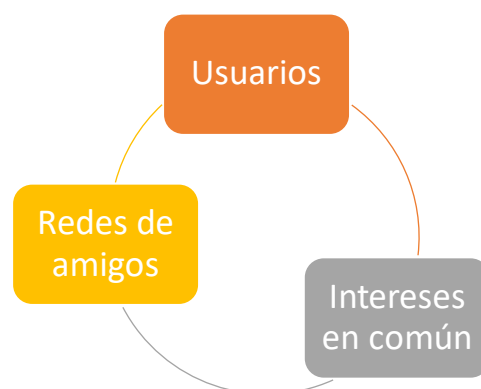 Usuarios
Redes de
amigos
Intereses
en común